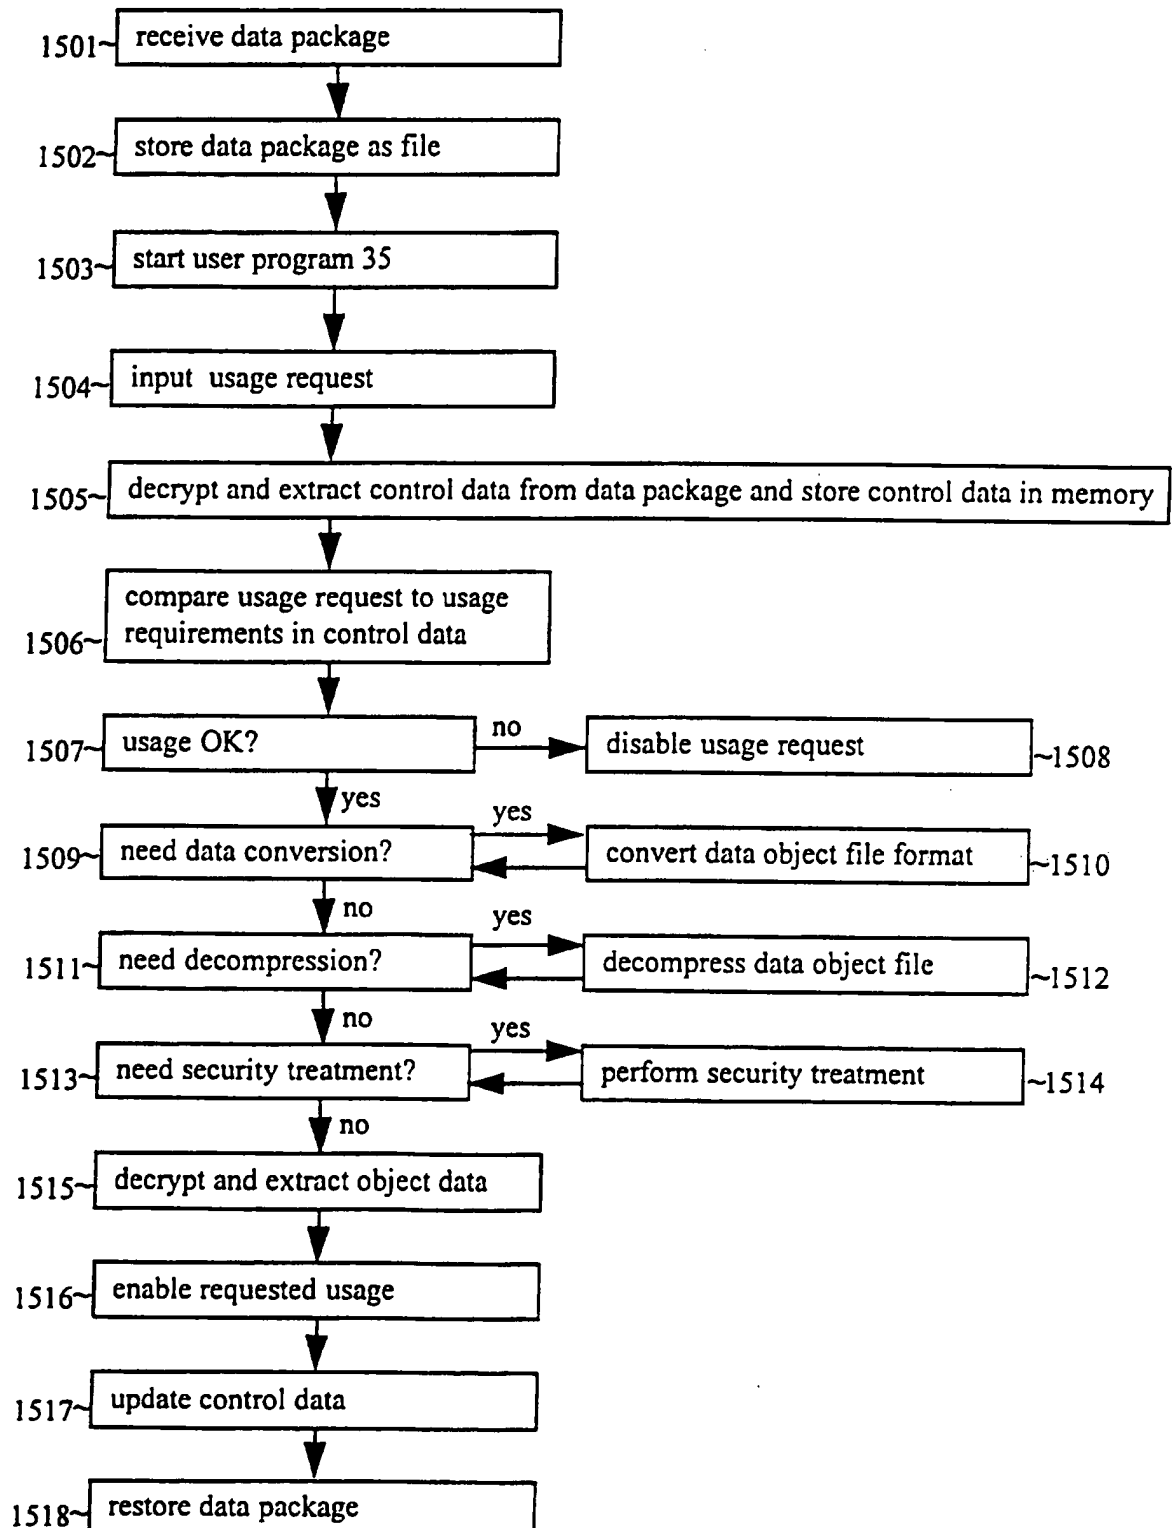 1501~ receive data package
1502~ store data package as file
1503~ start user program 35
1504~ input usage request
1505~ decrypt and extract control data from data package and store control data in memory
compare usage request to usage
1506~ requirements in control data
1507~ usage OK? no disable usage request ~1508
yes
yes
1509~ need data conversion? convert data object file format ~1510
no
yes
1511~ need decompression? decompress data object file ~1512
no
yes
1513~ need security treatment? perform security treatment ~1514
no
1515~ decrypt and extract object data
1516~ enable requested usage
1517~ update control data
1518~ restore data package